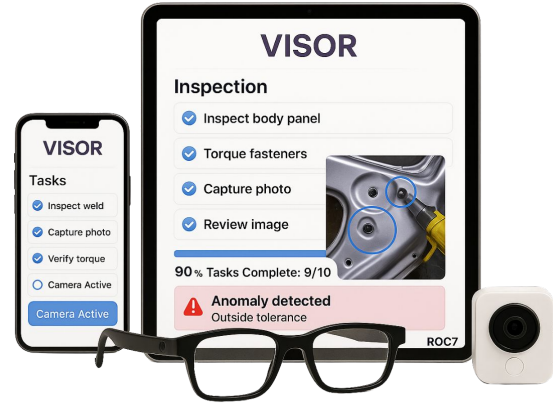 VISOR
Inspection
Inspect body panel
Torque fasteners
Capture photo
Review image
90 % Tasks Complete: 9/10
Anomaly detected
Outside tolerance
ROC7
VISOR
Tasks
Inspect weld
Capture photo
Verify torque
Camera Active
Camera Active